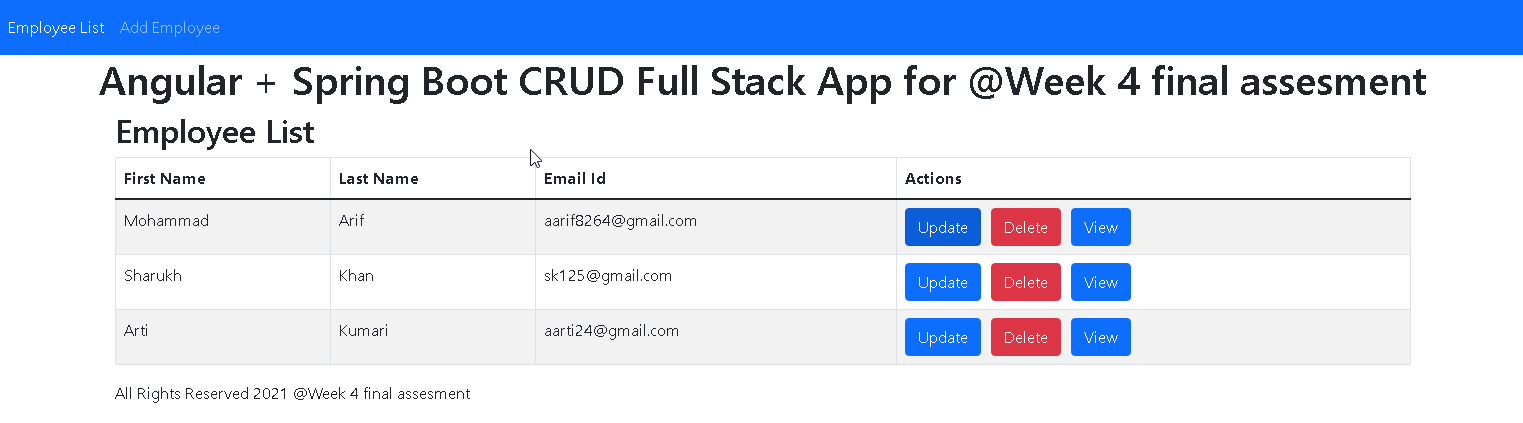 Employee List Add Employee
Angular + Spring Boot CRUD Full Stack App for @Week 4 final assesment
Employee List
First Name Last Name Email Id Actions
Mohammad Arif aarif8264@gmail.com Update Delete View
Sharukh Khan sk125@gmail.com Update Delete View
Arti Kumari aarti24@gmail.com Update Delete View
All Rights Reserved 2021 @Week 4 final assesment